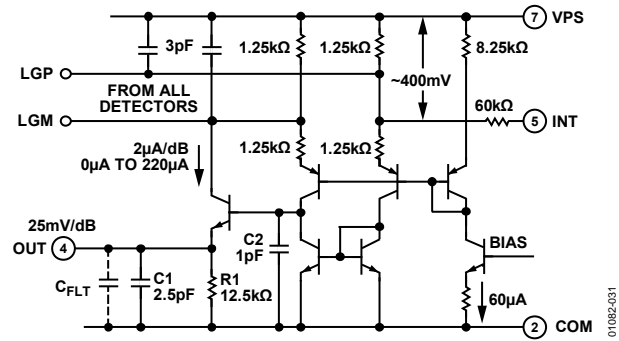 7 VPS
3pF
1.25kΩ
1.25kΩ
8.25kΩ
LGP
~400mV
FROM ALL
DETECTORS
60kΩ
LGM
5 INT
2µA/dB
0µA TO 220µA
1.25kΩ
1.25kΩ
25mV/dB
OUT 4
C2
1pF
BIAS
CFLT
C1
2.5pF
R1
12.5kΩ
60µA
2 COM
01082-031